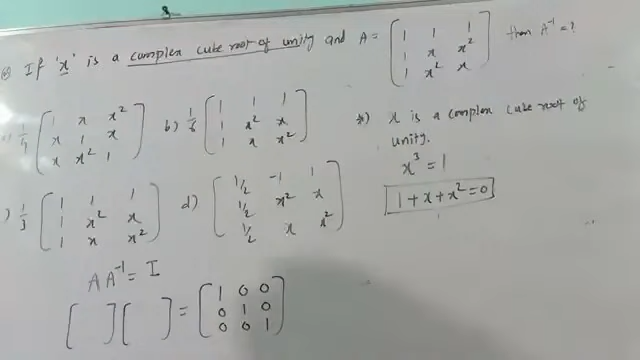 If 'x' is a complex cube root of unity and A = [1 1 1; 1 x x²; 1 x² x] then A⁻¹ = ?
1/9 [1 x x²; x 1 x; x x² 1]
b) 1/6 [1 1 1; 1 x² x; 1 x x²]
x is a complex cube root of
unity.
x³ = 1
1 + x + x² = 0
) 1/3 [1 1 1; 1 x² x; 1 x x²]
d) [1/2 -1 1; 1/2 x² x; 1/2 x x²]
A A⁻¹ = I
[ ] [ ] = [1 0 0; 0 1 0; 0 0 1]